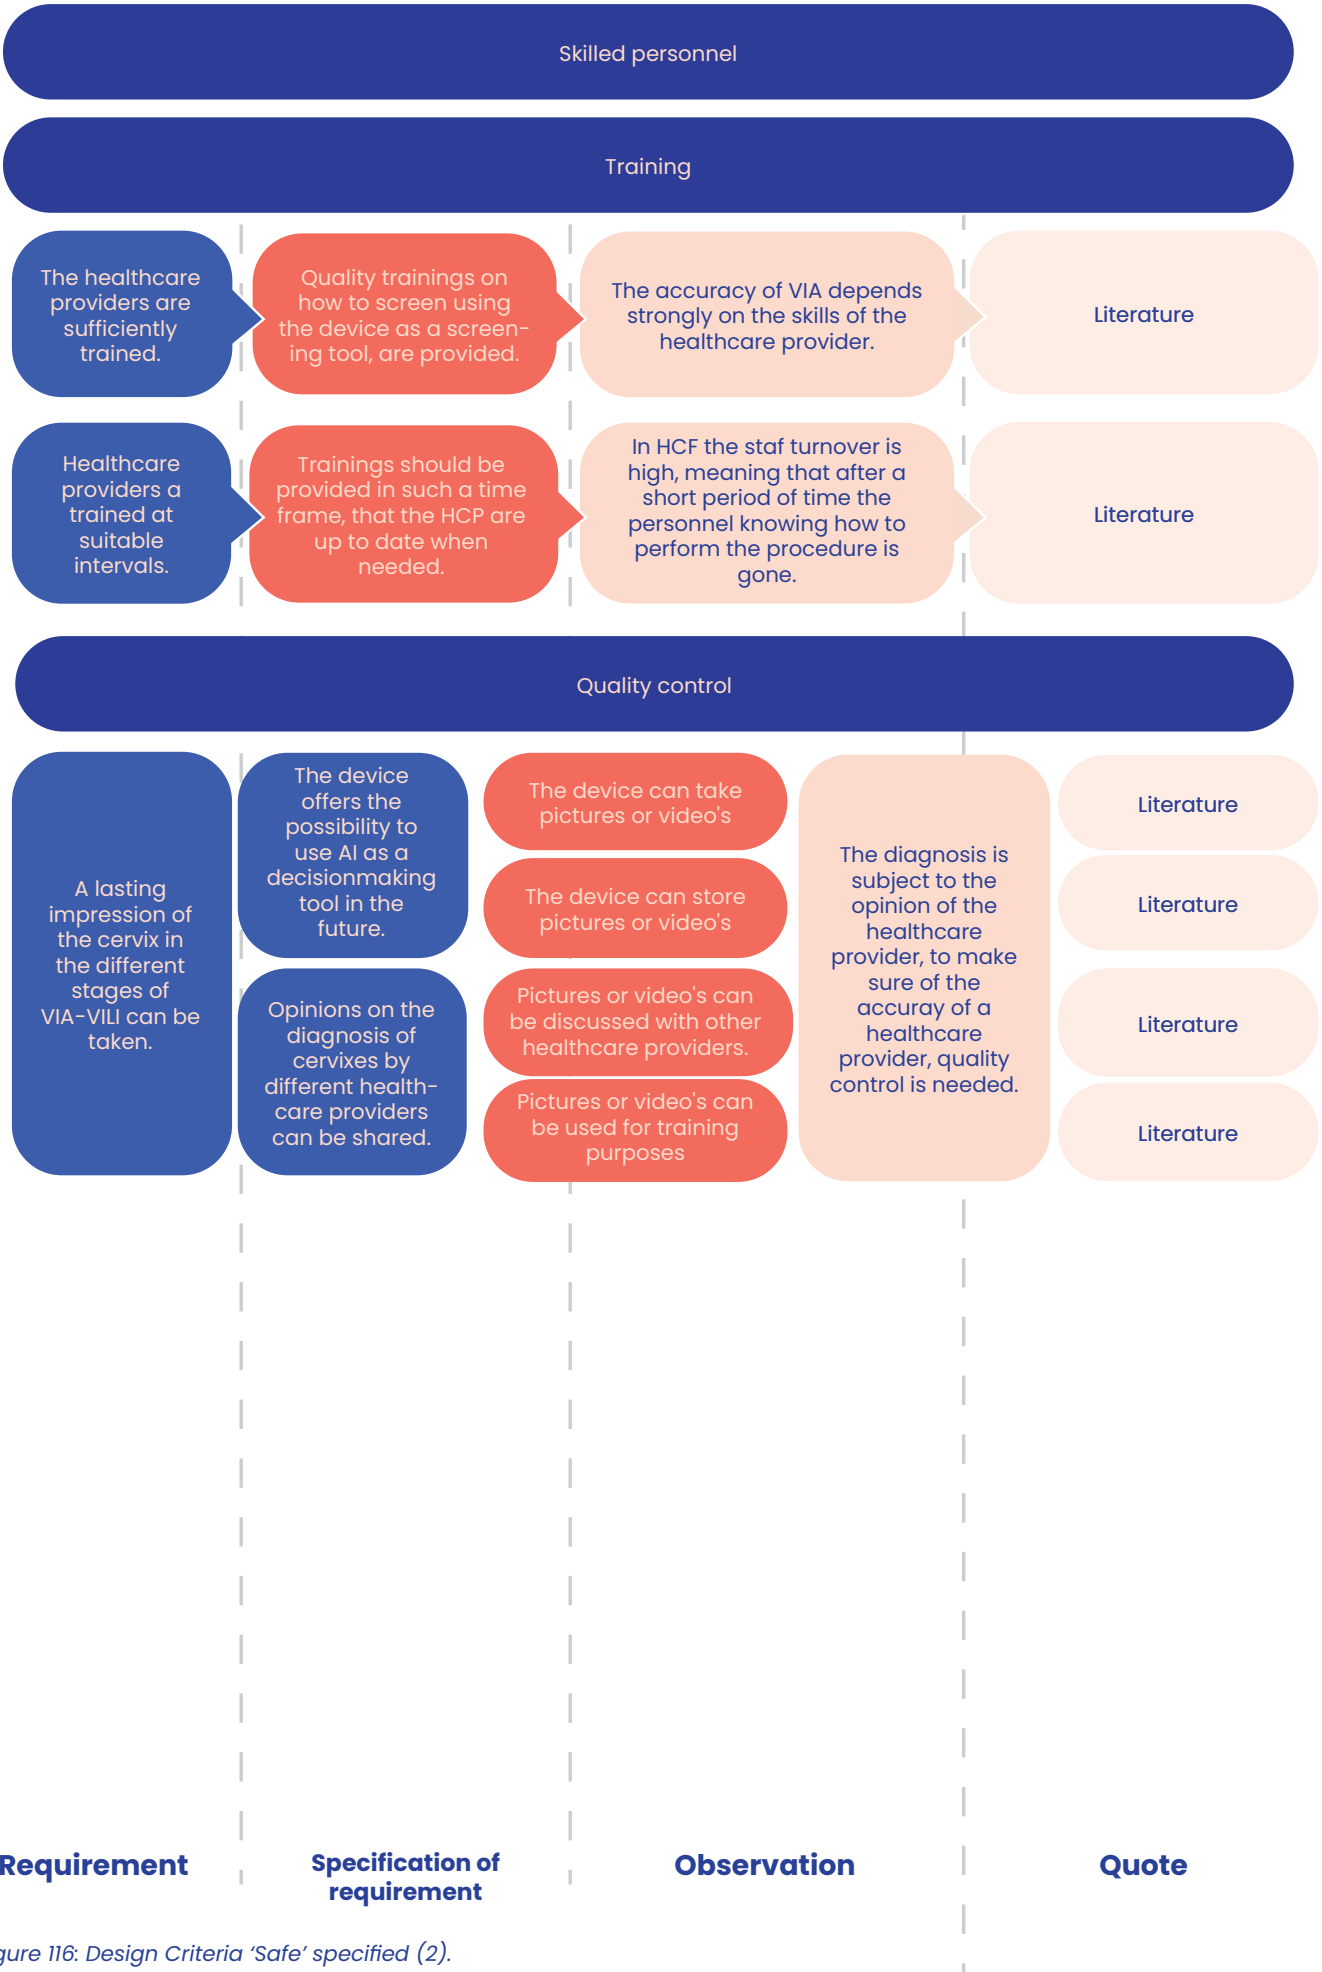 Skilled personnel
Training
The healthcare
providers are
sufficiently
trained.
Quality trainings on
how to screen using
the device as a screen-
ing tool, are provided.
The accuracy of VIA depends
strongly on the skills of the
healthcare provider.
Literature
Healthcare
providers a
trained at
suitable
intervals.
Trainings should be
provided in such a time
frame, that the HCP are
up to date when
needed.
In HCF the staf turnover is
high, meaning that after a
short period of time the
personnel knowing how to
perform the procedure is
gone.
Literature
Quality control
A lasting
impression of
the cervix in
the different
stages of
VIA-VILI can be
taken.
The device
offers the
possibility to
use AI as a
decisionmaking
tool in the
future.
Opinions on the
diagnosis of
cervixes by
different health-
care providers
can be shared.
The device can take
pictures or video's
The device can store
pictures or video's
Pictures or video's can
be discussed with other
healthcare providers.
Pictures or video's can
be used for training
purposes
The diagnosis is
subject to the
opinion of the
healthcare
provider, to make
sure of the
accuray of a
healthcare
provider, quality
control is needed.
Literature
Literature
Literature
Literature
Requirement
Specification of
requirement
Observation
Quote
gure 116: Design Criteria ‘Safe’ specified (2).